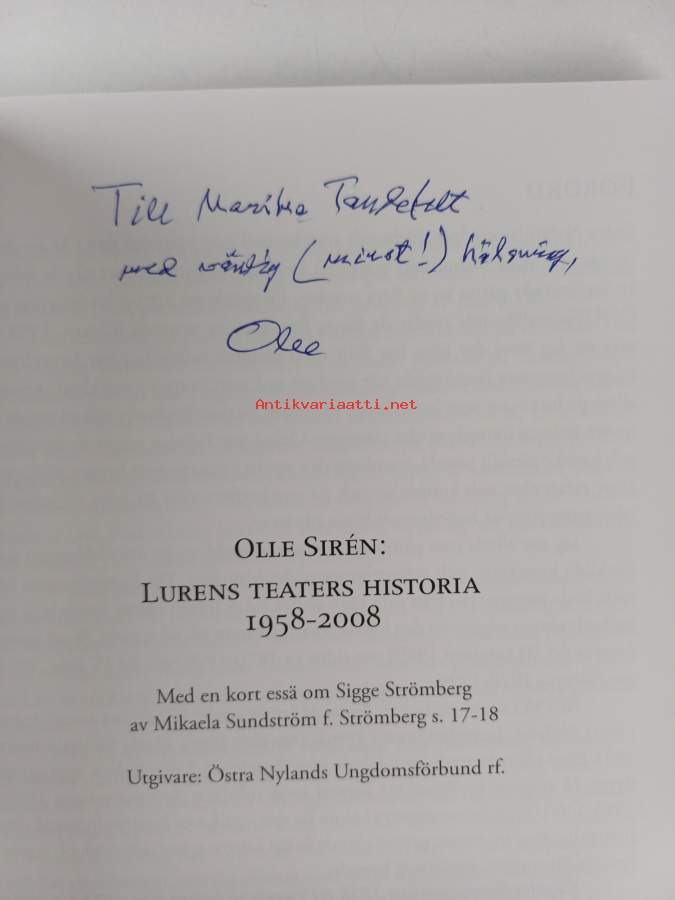 Till Marika Tandefelt
med vänlig (minst!) hälsning,
Olle
Antikvariaatti.net
OLLE SIRÉN:
LURENS TEATERS HISTORIA
1958-2008
Med en kort essä om Sigge Strömberg
av Mikaela Sundström f. Strömberg s. 17-18
Utgivare: Östra Nylands Ungdomsförbund rf.